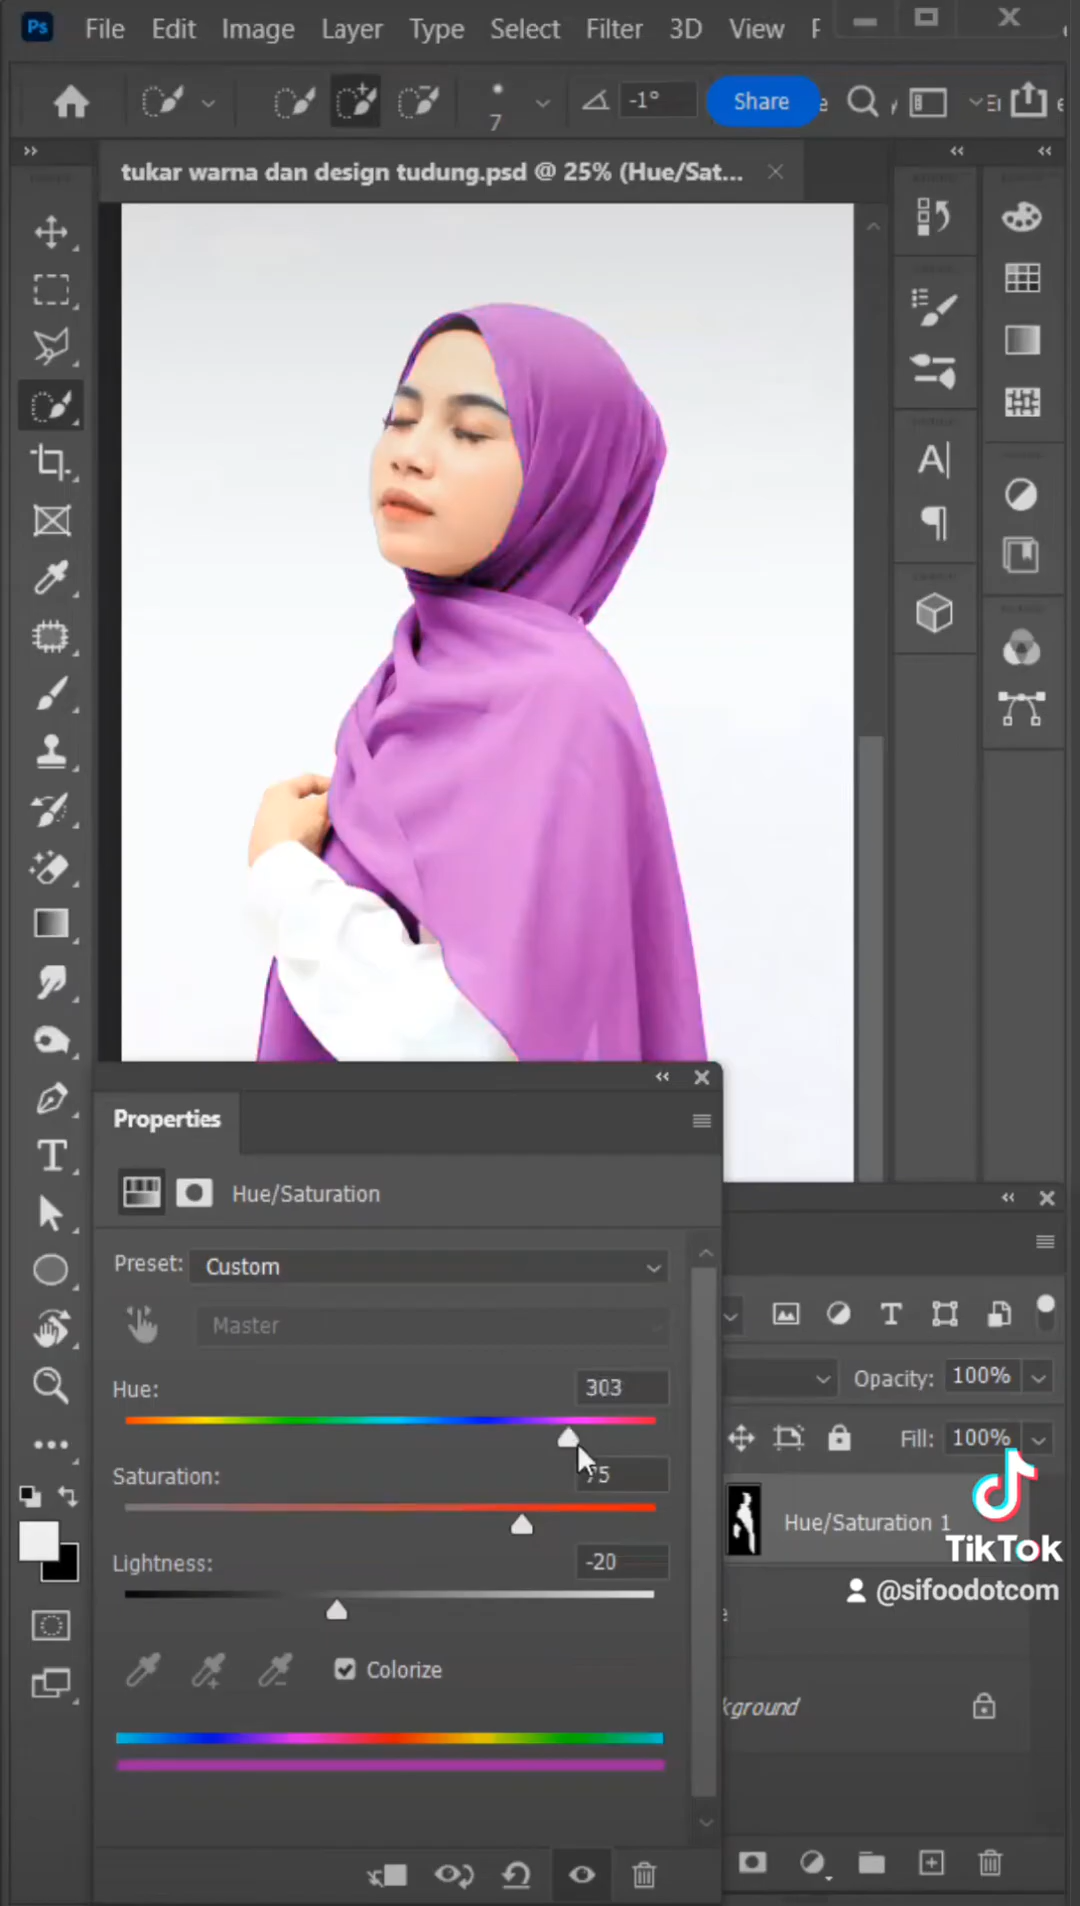 Ps File Edit Image Layer Type Select Filter 3D View
7 -1° Share
tukar warna dan design tudung.psd @ 25% (Hue/Sat...
Properties
Hue/Saturation
Preset: Custom
Master
Hue: 303
Saturation: 75
Lightness: -20
Colorize
Opacity: 100%
Fill: 100%
Hue/Saturation 1
TikTok
@sifoodotcom
kground